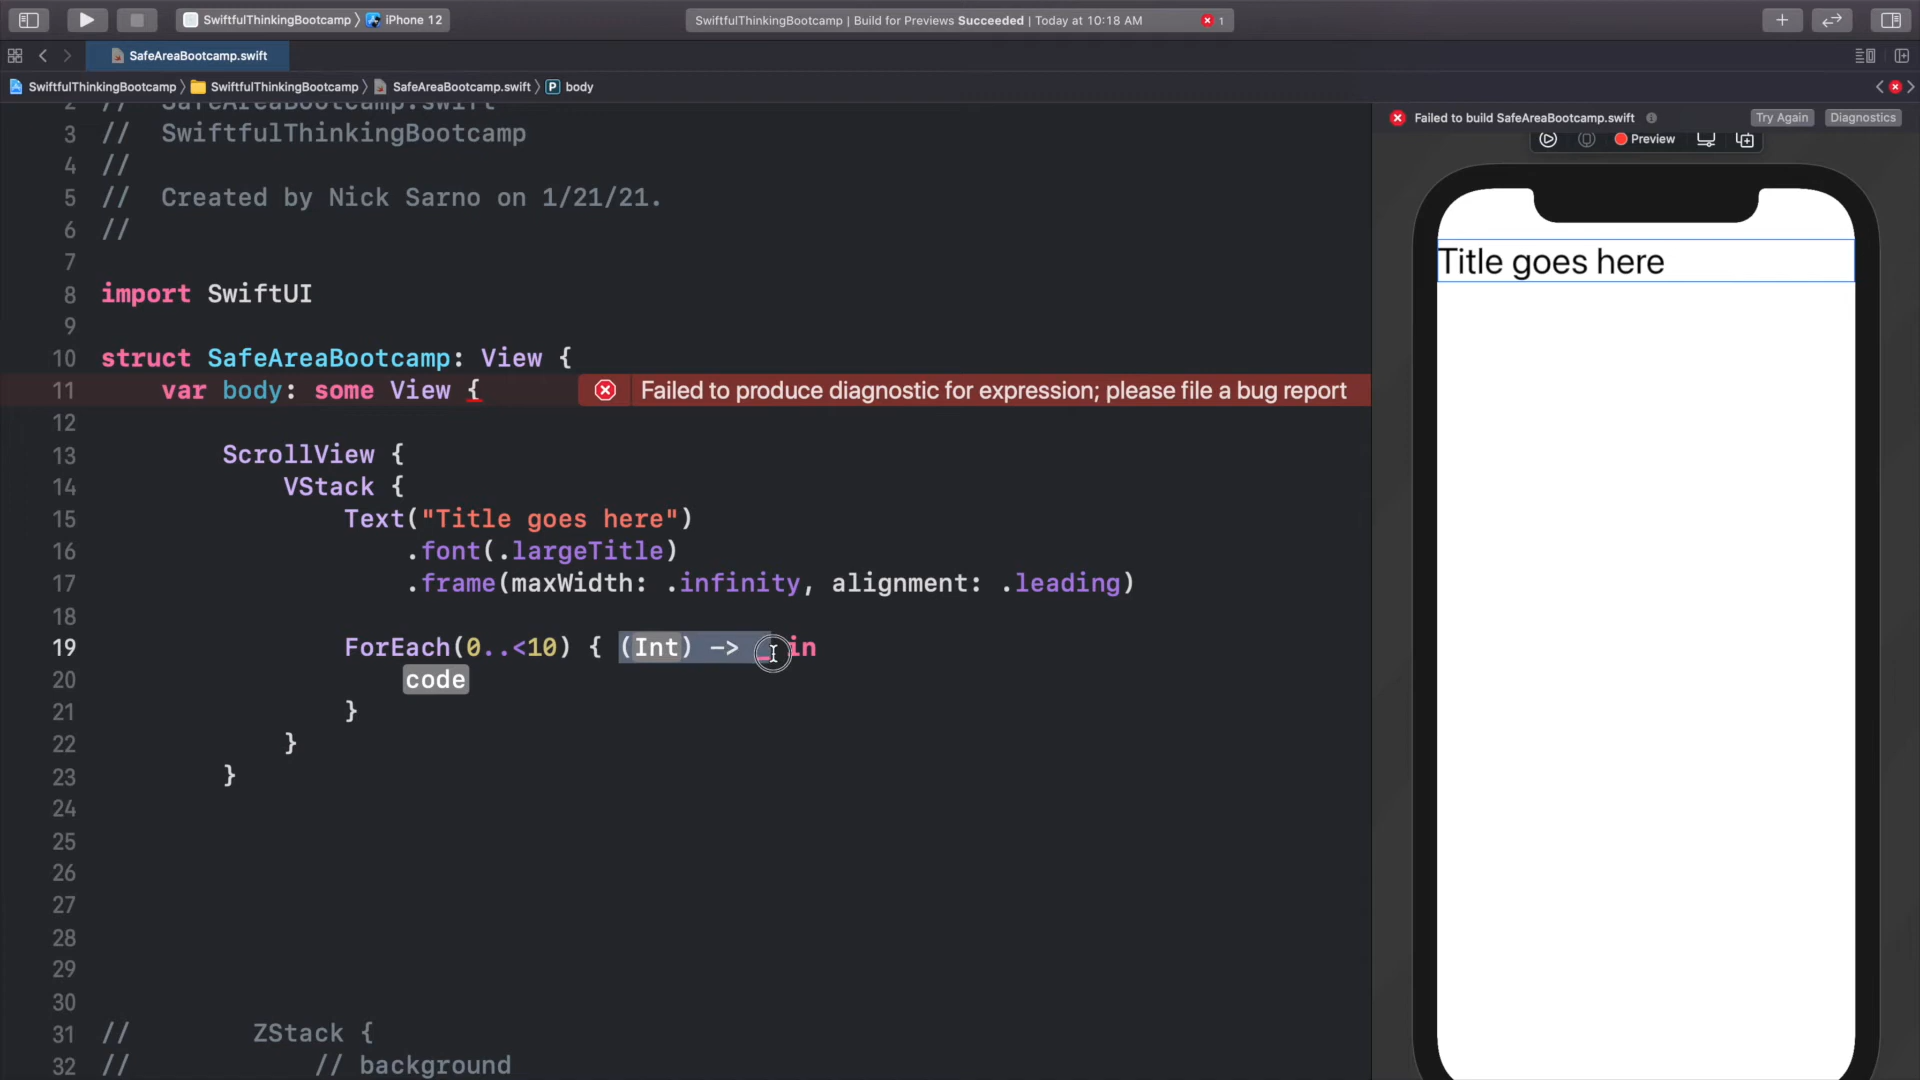 SwiftfulThinkingBootcamp 〉 iPhone 12
SwiftfulThinkingBootcamp | Build for Previews Succeeded | Today at 10:18 AM 1
SafeAreaBootcamp.swift
SwiftfulThinkingBootcamp 〉 SwiftfulThinkingBootcamp 〉 SafeAreaBootcamp.swift 〉 P body
Failed to build SafeAreaBootcamp.swift Try Again Diagnostics
Preview
2 // SafeAreaBootcamp.swift
3 // SwiftfulThinkingBootcamp
4 //
5 // Created by Nick Sarno on 1/21/21.
6 //
7
8 import SwiftUI
9
10 struct SafeAreaBootcamp: View {
11 var body: some View { Failed to produce diagnostic for expression; please file a bug report
12
13 ScrollView {
14 VStack {
15 Text("Title goes here")
16 .font(.largeTitle)
17 .frame(maxWidth: .infinity, alignment: .leading)
18
19 ForEach(0..<10) { (Int) -> _ in
20 code
21 }
22 }
23 }
24
25
26
27
28
29
30
31 // ZStack {
32 // // background
Title goes here